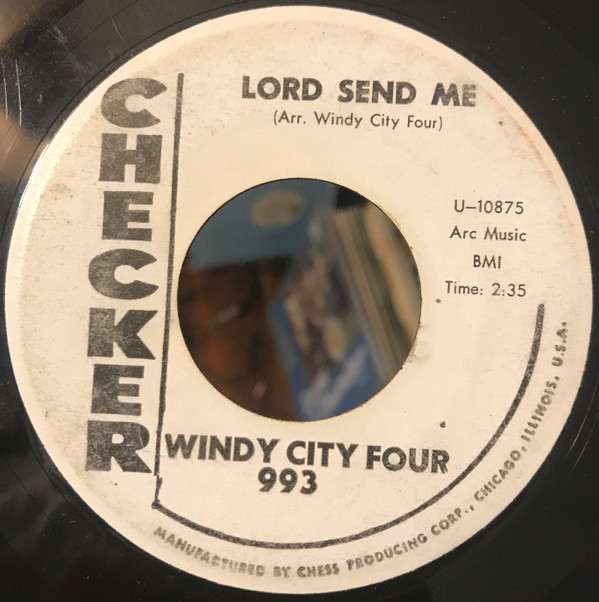 CHECKER
LORD SEND ME
(Arr. Windy City Four)
U-10875
Arc Music
BMI
Time: 2:35
WINDY CITY FOUR
993
MANUFACTURED BY CHESS PRODUCING CORP., CHICAGO, ILLINOIS, U.S.A.